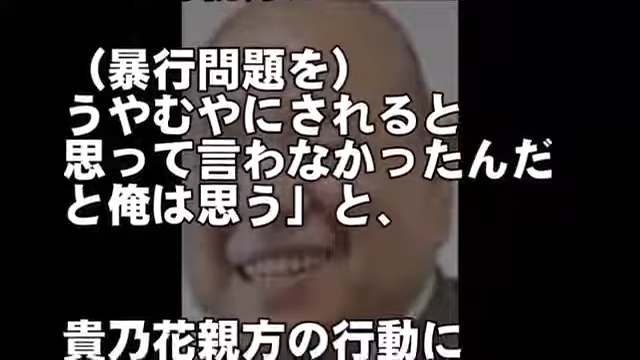 （暴行問題を）
うやむやにされると
思って言わなかったんだ
と俺は思う」と、
貴乃花親方の行動に